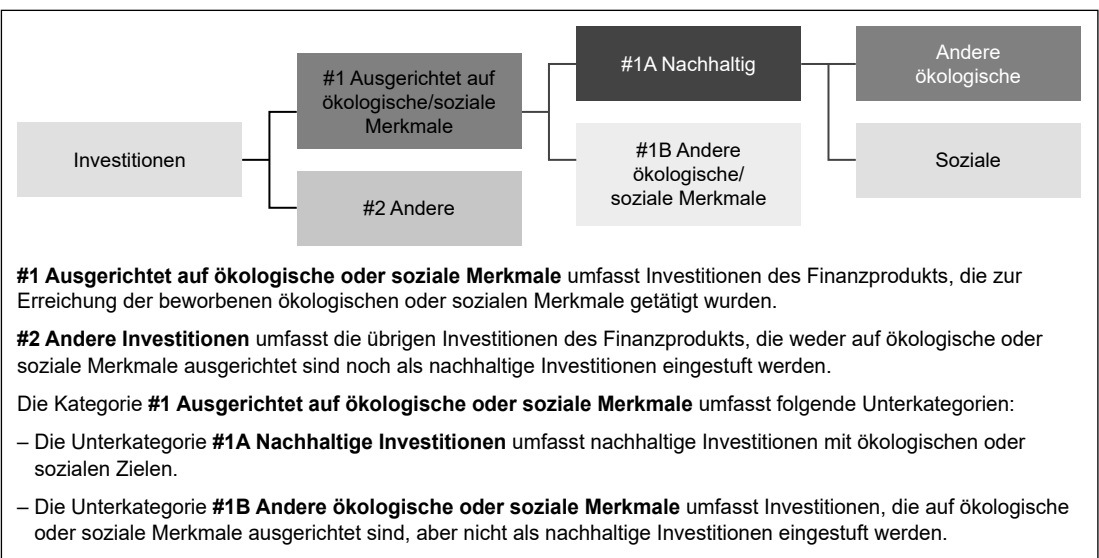 Investitionen
#1 Ausgerichtet auf
ökologische/soziale
Merkmale
#2 Andere
#1A Nachhaltig
#1B Andere
ökologische/
soziale Merkmale
Andere
ökologische
Soziale
#1 Ausgerichtet auf ökologische oder soziale Merkmale umfasst Investitionen des Finanzprodukts, die zur
Erreichung der beworbenen ökologischen oder sozialen Merkmale getätigt wurden.
#2 Andere Investitionen umfasst die übrigen Investitionen des Finanzprodukts, die weder auf ökologische oder
soziale Merkmale ausgerichtet sind noch als nachhaltige Investitionen eingestuft werden.
Die Kategorie #1 Ausgerichtet auf ökologische oder soziale Merkmale umfasst folgende Unterkategorien:
– Die Unterkategorie #1A Nachhaltige Investitionen umfasst nachhaltige Investitionen mit ökologischen oder
sozialen Zielen.
– Die Unterkategorie #1B Andere ökologische oder soziale Merkmale umfasst Investitionen, die auf ökologische
oder soziale Merkmale ausgerichtet sind, aber nicht als nachhaltige Investitionen eingestuft werden.